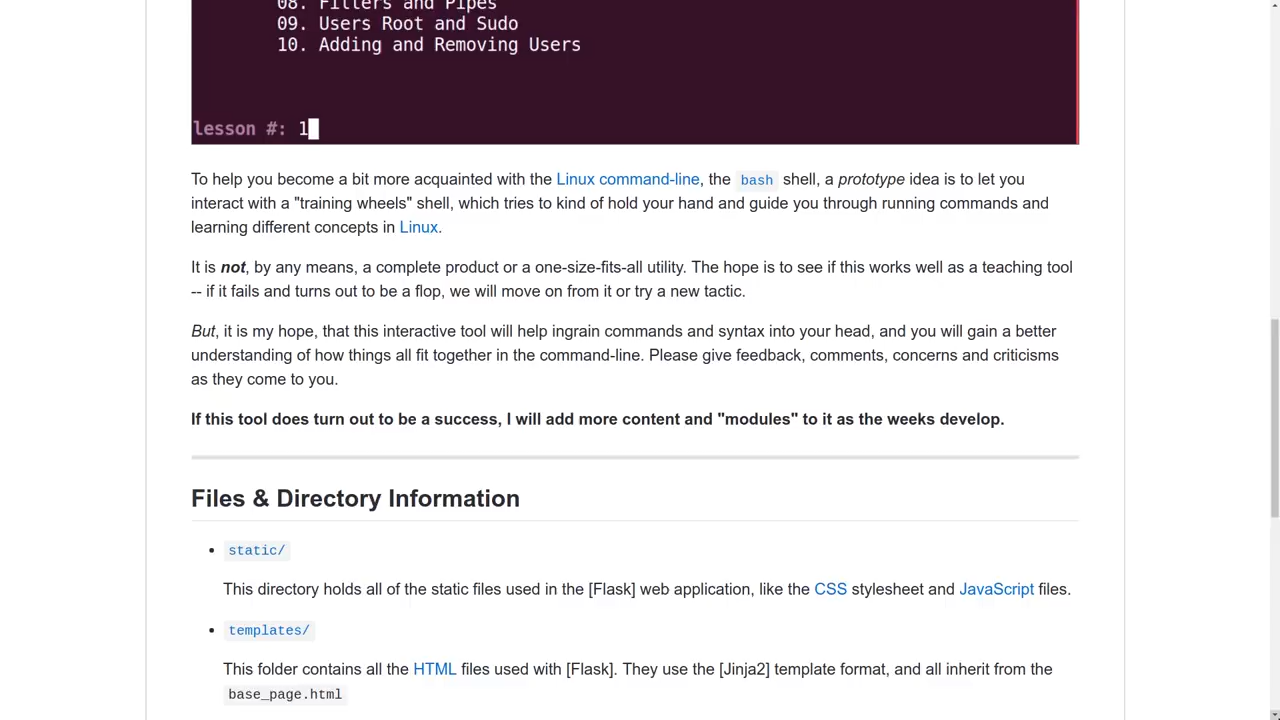 08. Filters and Pipes
09. Users Root and Sudo
10. Adding and Removing Users
lesson #: 1
To help you become a bit more acquainted with the Linux command-line, the bash shell, a prototype idea is to let you
interact with a "training wheels" shell, which tries to kind of hold your hand and guide you through running commands and
learning different concepts in Linux.
It is not, by any means, a complete product or a one-size-fits-all utility. The hope is to see if this works well as a teaching tool
-- if it fails and turns out to be a flop, we will move on from it or try a new tactic.
But, it is my hope, that this interactive tool will help ingrain commands and syntax into your head, and you will gain a better
understanding of how things all fit together in the command-line. Please give feedback, comments, concerns and criticisms
as they come to you.
If this tool does turn out to be a success, I will add more content and "modules" to it as the weeks develop.
Files & Directory Information
• static/
This directory holds all of the static files used in the [Flask] web application, like the CSS stylesheet and JavaScript files.
• templates/
This folder contains all the HTML files used with [Flask]. They use the [Jinja2] template format, and all inherit from the
base_page.html